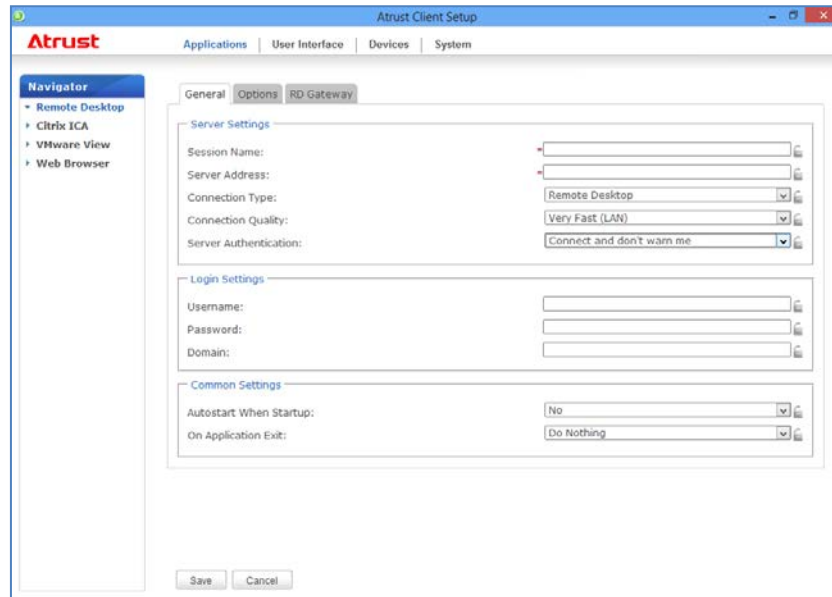 Atrust Client Setup
Atrust
Applications | User Interface | Devices | System
Navigator
Remote Desktop
Citrix ICA
VMware View
Web Browser
General Options RD Gateway
Server Settings
Session Name: *
Server Address: *
Connection Type: Remote Desktop
Connection Quality: Very Fast (LAN)
Server Authentication: Connect and don't warn me
Login Settings
Username:
Password:
Domain:
Common Settings
Autostart When Startup: No
On Application Exit: Do Nothing
Save Cancel